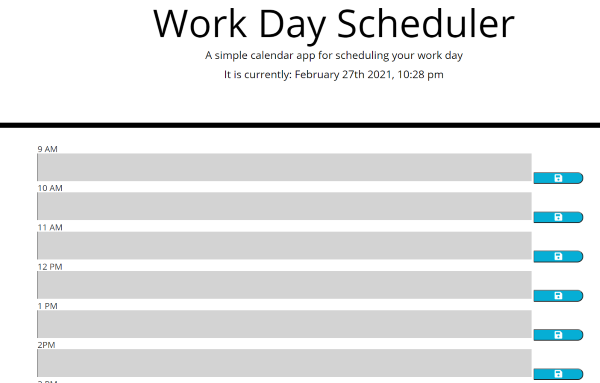 Work Day Scheduler
A simple calendar app for scheduling your work day
It is currently: February 27th 2021, 10:28 pm
9 AM
10 AM
11 AM
12 PM
1 PM
2PM